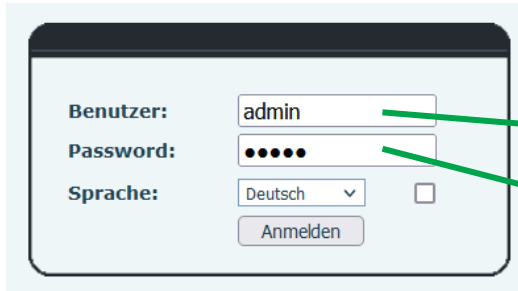 Benutzer: admin
Password: ●●●●●
Sprache: Deutsch
Anmelden